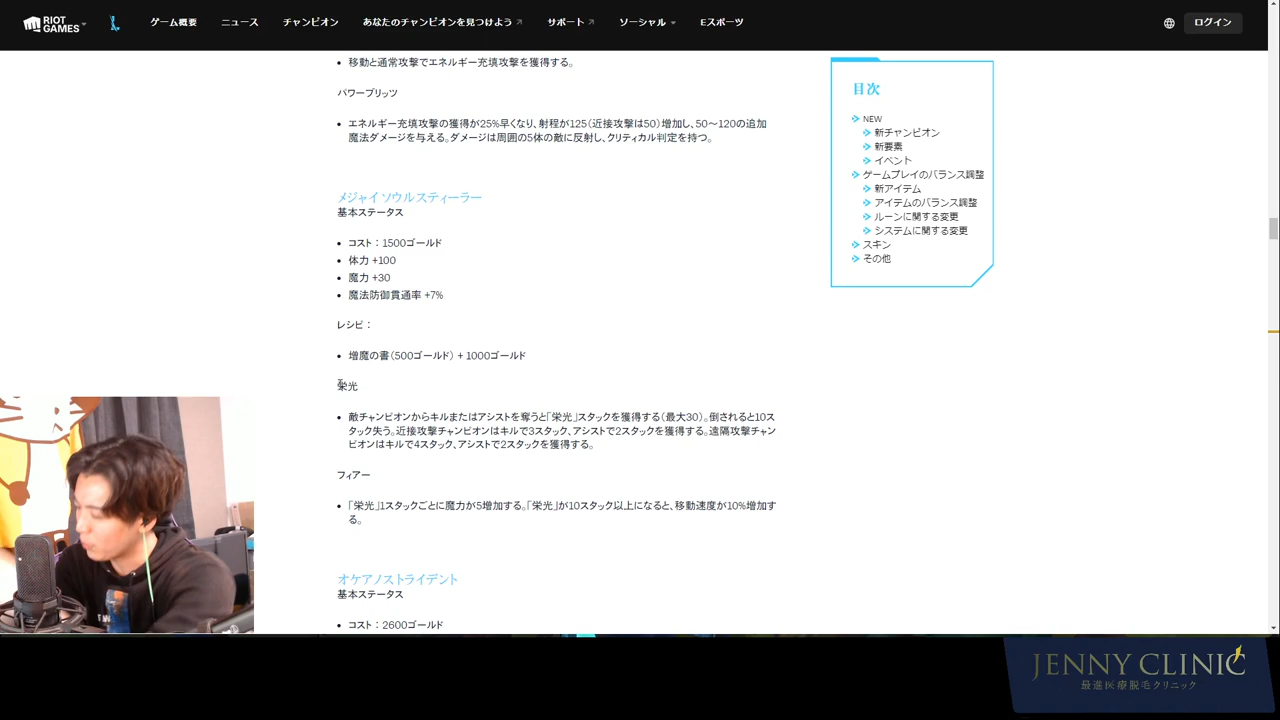 RIOT GAMES
ゲーム概要 ニュース チャンピオン あなたのチャンピオンを見つけよう サポート ソーシャル Eスポーツ ログイン
移動と通常攻撃でエネルギー充填攻撃を獲得する。
パワーブリッツ
エネルギー充填攻撃の獲得が25%早くなり、射程が125(近接攻撃は50)増加し、50～120の追加
魔法ダメージを与える。ダメージは周囲の5体の敵に反射し、クリティカル判定を持つ。
メジャイ ソウルスティーラー
基本ステータス
コスト：1500ゴールド
体力 +100
魔力 +30
魔法防御貫通率 +7%
レシピ：
増魔の書(500ゴールド) + 1000ゴールド
栄光
敵チャンピオンからキルまたはアシストを奪うと「栄光」スタックを獲得する(最大30)。倒されると10ス
タック失う。近接攻撃チャンピオンはキルで3スタック、アシストで2スタックを獲得する。遠隔攻撃チャン
ピオンはキルで4スタック、アシストで2スタックを獲得する。
フィアー
「栄光」1スタックごとに魔力が5増加する。「栄光」が10スタック以上になると、移動速度が10%増加す
る。
オケアノストライデント
基本ステータス
コスト：2600ゴールド
目次
NEW
新チャンピオン
新要素
イベント
ゲームプレイのバランス調整
新アイテム
アイテムのバランス調整
ルーンに関する変更
システムに関する変更
スキン
その他
JENNY CLINIC
最進医療脱毛クリニック